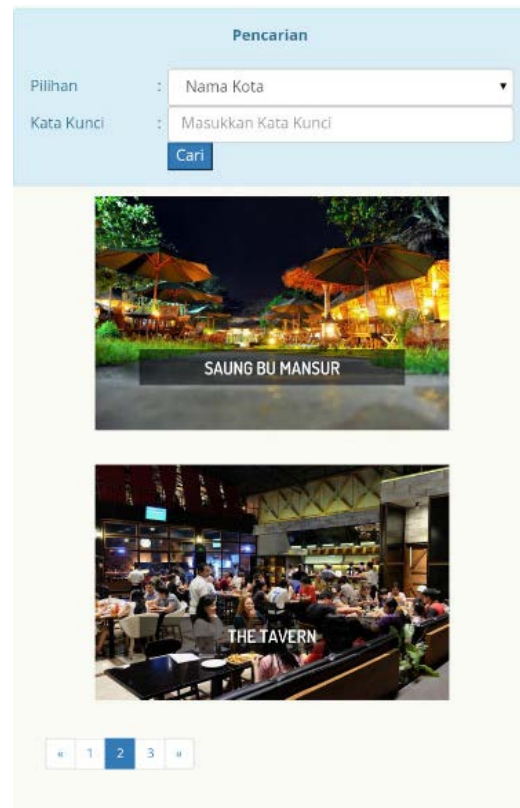 Pencarian
Pilihan : Nama Kota
Kata Kunci : Masukkan Kata Kunci
Cari
SAUNG BU MANSUR
THE TAVERN
« 1 2 3 »